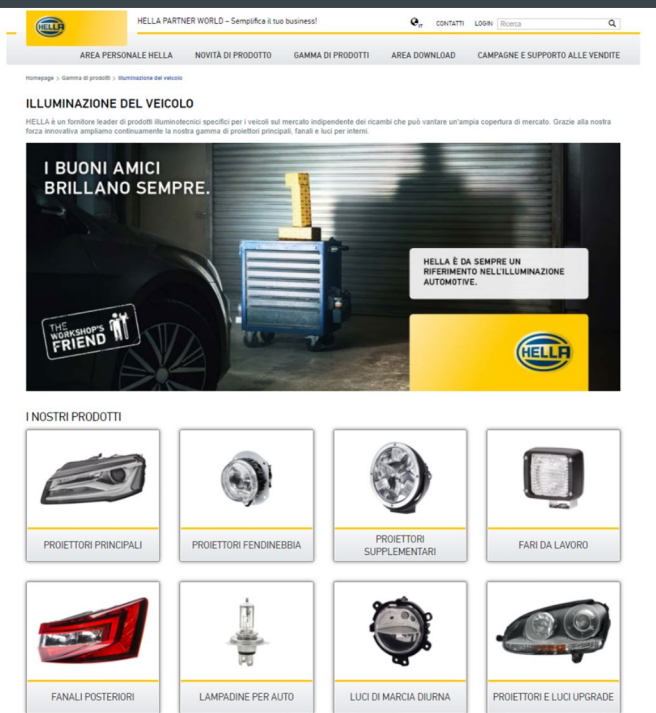 HELLA
HELLA PARTNER WORLD – Semplifica il tuo business!
IT
CONTATTI
LOGIN
Ricerca
AREA PERSONALE HELLA
NOVITÀ DI PRODOTTO
GAMMA DI PRODOTTI
AREA DOWNLOAD
CAMPAGNE E SUPPORTO ALLE VENDITE
Homepage > Gamma di prodotti > Illuminazione del veicolo
ILLUMINAZIONE DEL VEICOLO
HELLA è un fornitore leader di prodotti illuminotecnici specifici per i veicoli sul mercato indipendente dei ricambi che può vantare un'ampia copertura di mercato. Grazie alla nostra
forza innovativa ampliamo continuamente la nostra gamma di proiettori principali, fanali e luci per interni.
I BUONI AMICI
BRILLANO SEMPRE.
HELLA È DA SEMPRE UN
RIFERIMENTO NELL'ILLUMINAZIONE
AUTOMOTIVE.
THE
WORKSHOP'S
FRIEND
HELLA
I NOSTRI PRODOTTI
PROIETTORI PRINCIPALI
PROIETTORI FENDINEBBIA
PROIETTORI
SUPPLEMENTARI
FARI DA LAVORO
FANALI POSTERIORI
LAMPADINE PER AUTO
LUCI DI MARCIA DIURNA
PROIETTORI E LUCI UPGRADE